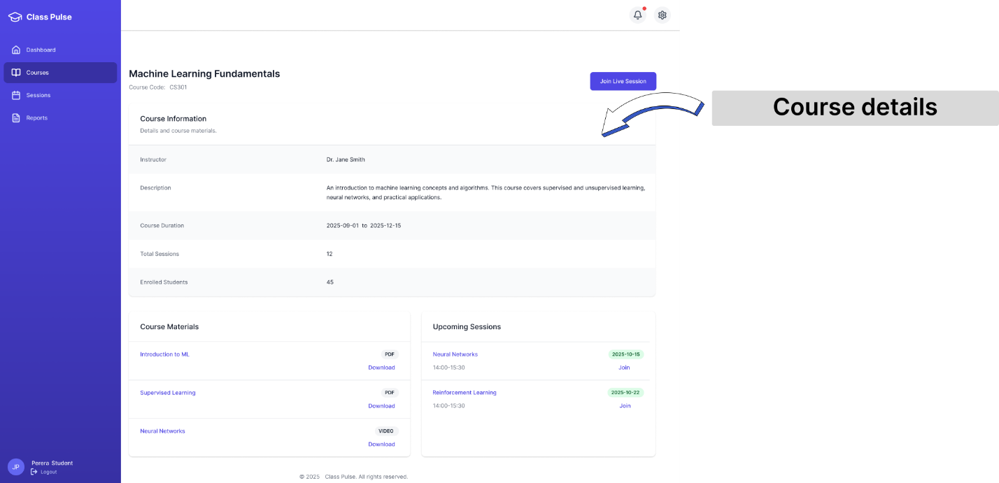 Class Pulse
Dashboard
Courses
Sessions
Reports
JP
Perera Student
Logout
Machine Learning Fundamentals
Course Code: CS301
Join Live Session
Course details
Course Information
Details and course materials.
Instructor
Dr. Jane Smith
Description
An introduction to machine learning concepts and algorithms. This course covers supervised and unsupervised learning,
neural networks, and practical applications.
Course Duration
2025-09-01 to 2025-12-15
Total Sessions
12
Enrolled Students
45
Course Materials
Introduction to ML
PDF
Download
Supervised Learning
PDF
Download
Neural Networks
VIDEO
Download
Upcoming Sessions
Neural Networks
2025-10-15
14:00-15:30
Join
Reinforcement Learning
2025-10-22
14:00-15:30
Join
© 2025 Class Pulse. All rights reserved.